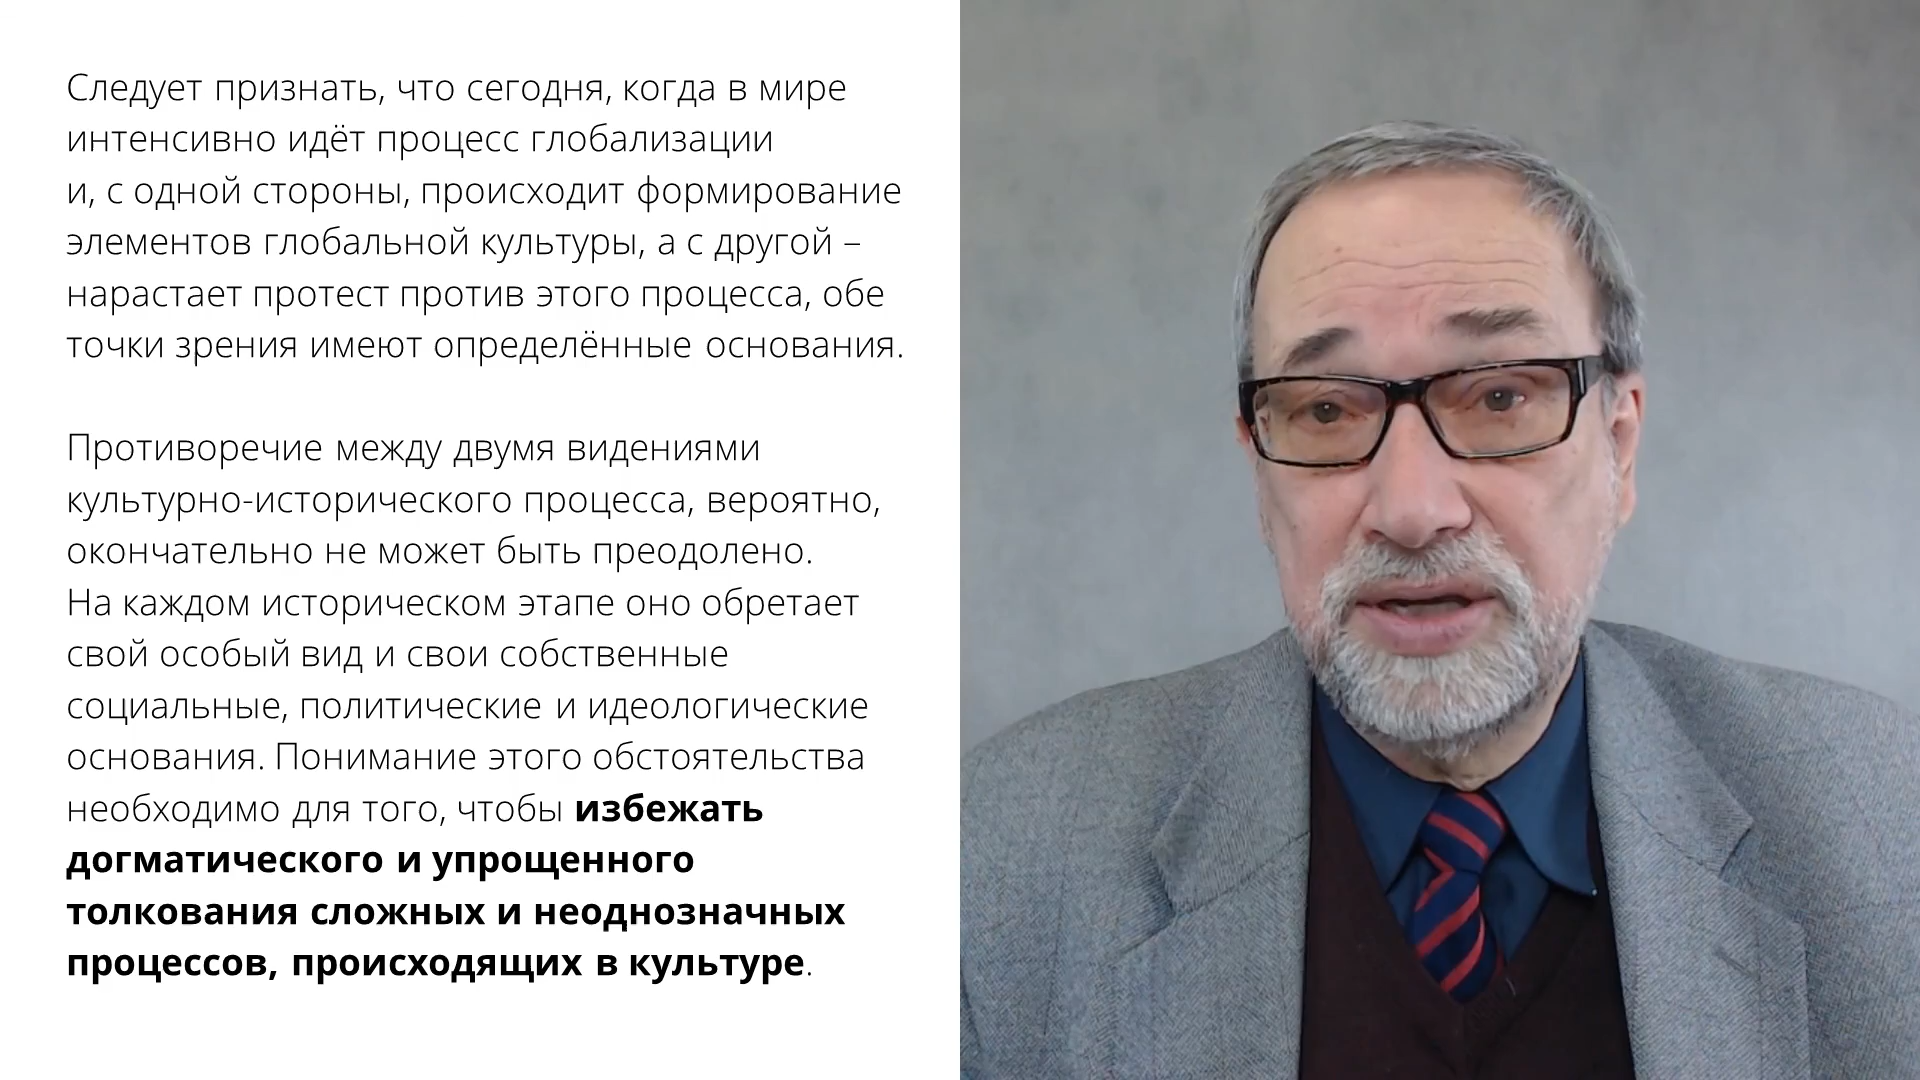 Следует признать, что сегодня, когда в мире
интенсивно идёт процесс глобализации
и, с одной стороны, происходит формирование
элементов глобальной культуры, а с другой –
нарастает протест против этого процесса, обе
точки зрения имеют определённые основания.
Противоречие между двумя видениями
культурно-исторического процесса, вероятно,
окончательно не может быть преодолено.
На каждом историческом этапе оно обретает
свой особый вид и свои собственные
социальные, политические и идеологические
основания. Понимание этого обстоятельства
необходимо для того, чтобы избежать
догматического и упрощенного
толкования сложных и неоднозначных
процессов, происходящих в культуре.